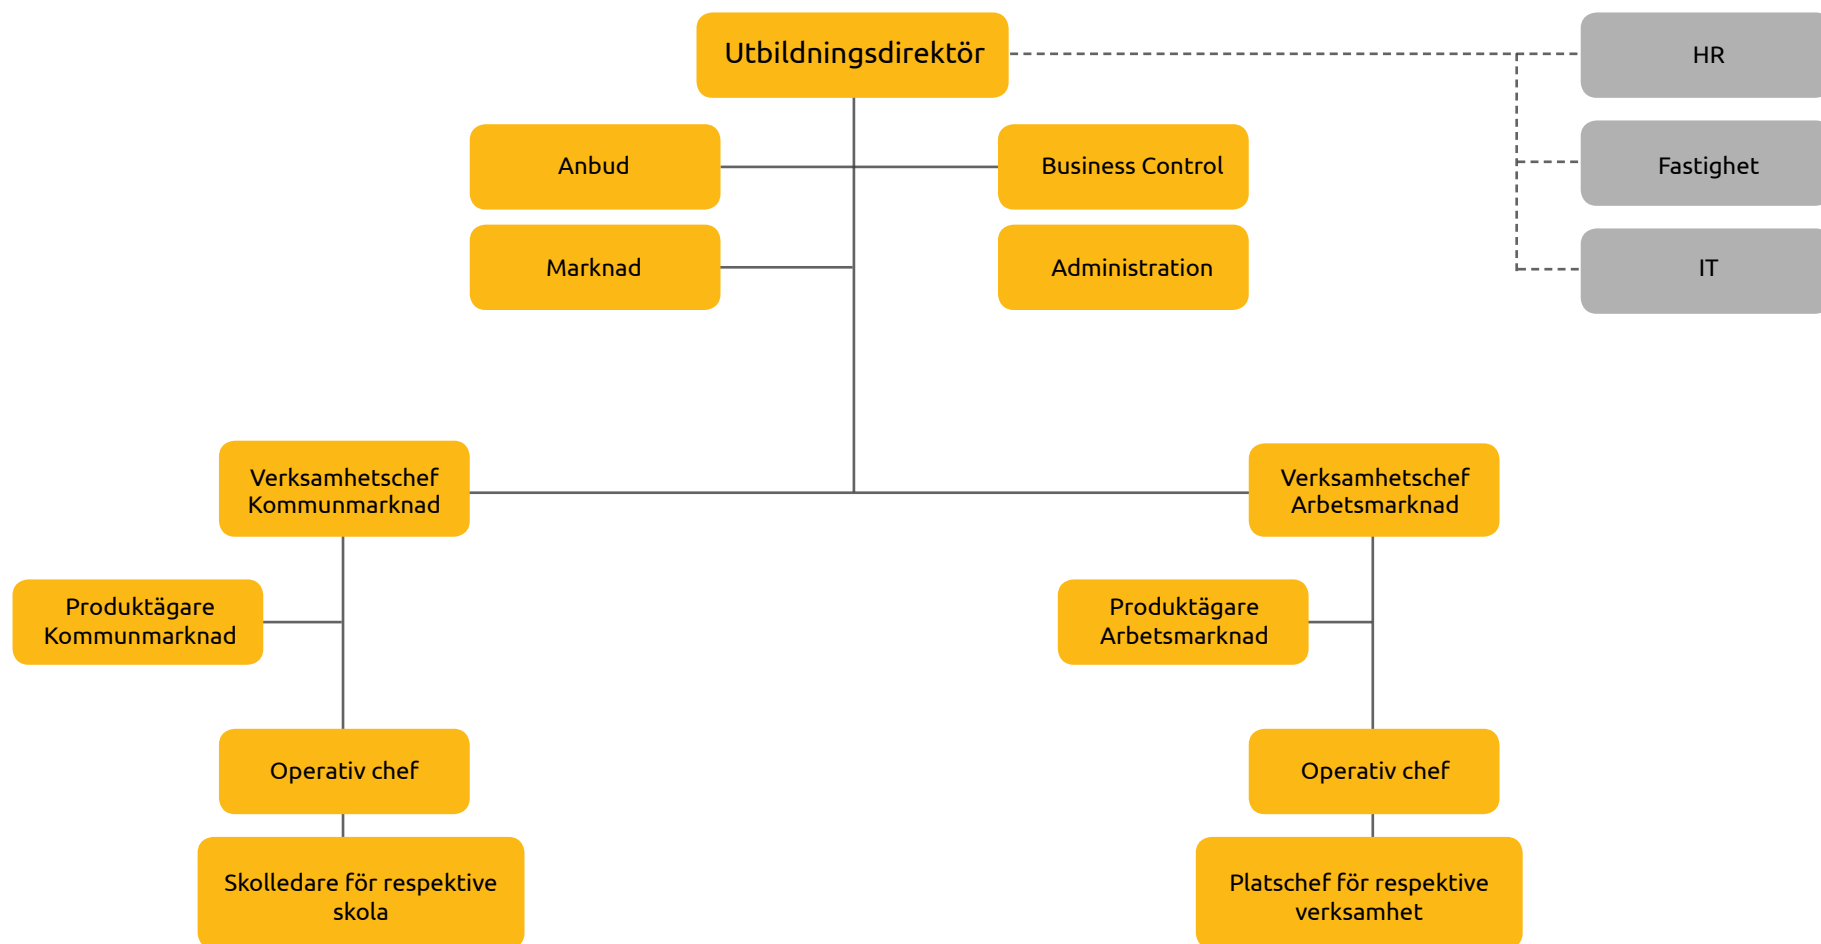 Utbildningsdirektör
HR
Anbud
Business Control
Fastighet
Marknad
Administration
IT
Verksamhetschef
Kommunmarknad
Verksamhetschef
Arbetsmarknad
Produktägare
Kommunmarknad
Produktägare
Arbetsmarknad
Operativ chef
Operativ chef
Skolledare för respektive
skola
Platschef för respektive
verksamhet